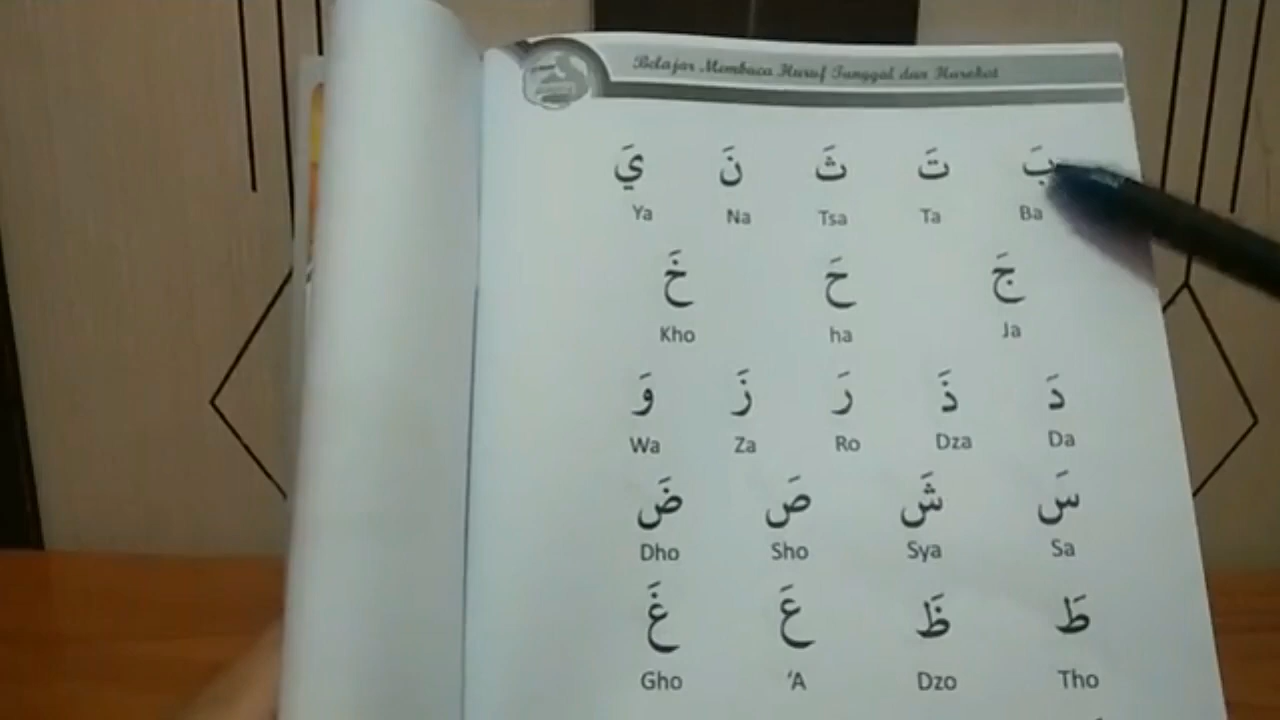 Belajar Membaca Huruf Tunggal dan Harokat
بَ تَ ثَ نَ يَ
Ba Ta Tsa Na Ya
جَ حَ خَ
Ja ha Kho
دَ ذَ رَ زَ وَ
Da Dza Ro Za Wa
سَ شَ صَ ضَ
Sa Sya Sho Dho
طَ ظَ عَ غَ
Tho Dzo ‘A Gho